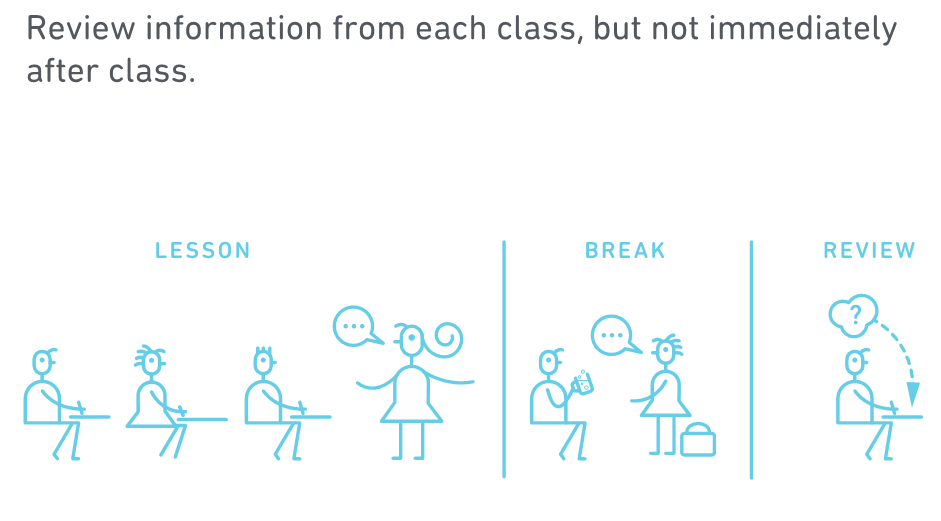 Review information from each class, but not immediately
after class.
LESSON
BREAK
REVIEW
...
...
?